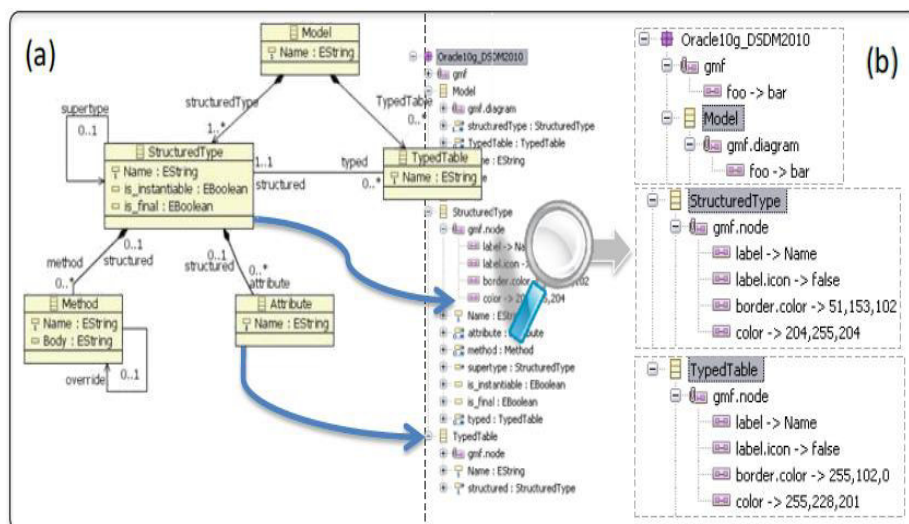 (a)
Model
Name : EString
structuredType
1..*
TypedTable
0..*
supertype
0..1
StructuredType
Name : EString
is_instantiable : EBoolean
is_final : EBoolean
1..1
structured
typed
0..*
TypedTable
Name : EString
method
0..*
0..1
structured
0..1
structured
0..*
attribute
Method
Name : EString
Body : EString
override
0..1
Attribute
Name : EString
Oracle10g_DSDM2010
gmf
Model
gmf.diagram
structuredType : StructuredType
TypedTable : TypedTable
: EString
StructuredType
gmf.node
label ->
label.icon
border.color
color ->
Name :
attribute :
method : Method
supertype : StructuredType
is_instantiable : EBoolean
is_final : EBoolean
typed : TypedTable
TypedTable
gmf.node
Name : EString
structured : StructuredType
(b)
Oracle10g_DSDM2010
gmf
foo -> bar
Model
gmf.diagram
foo -> bar
StructuredType
gmf.node
label -> Name
label.icon -> false
border.color -> 51,153,102
color -> 204,255,204
TypedTable
gmf.node
label -> Name
label.icon -> false
border.color -> 255,102,0
color -> 255,228,201